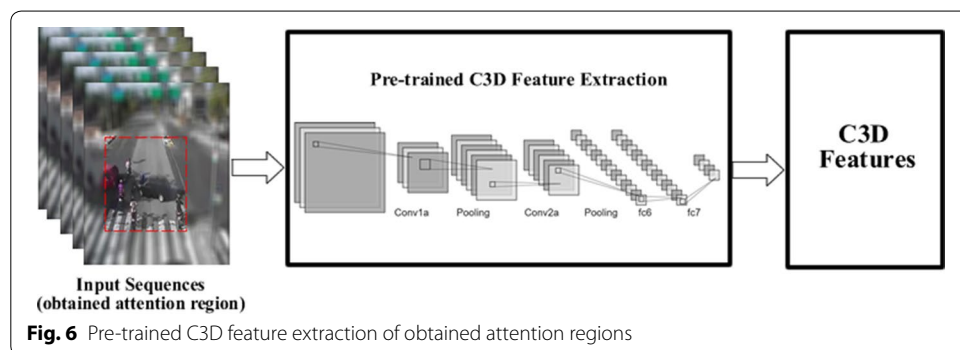 Pre-trained C3D Feature Extraction
Conv1a Pooling Conv2a Pooling fc6 fc7
C3D
Features
Input Sequences
(obtained attention region)
Fig. 6 Pre-trained C3D feature extraction of obtained attention regions